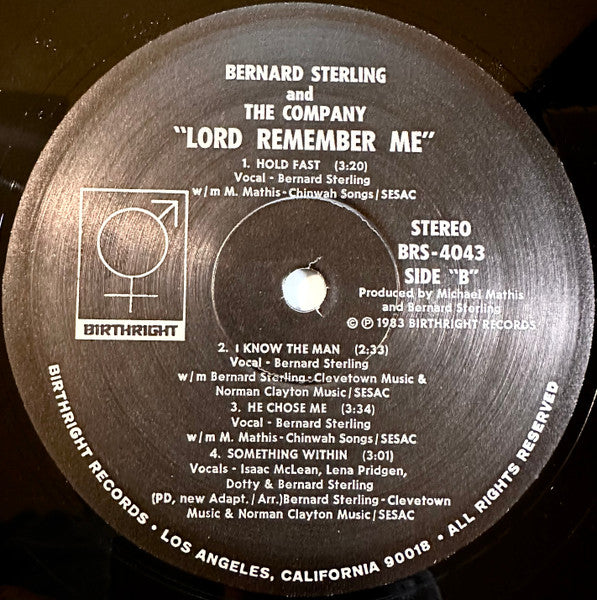 BERNARD STERLING
and
THE COMPANY
"LORD REMEMBER ME"
1. HOLD FAST (3:20)
Vocal - Bernard Sterling
w/m M. Mathis - Chinwah Songs/SESAC
STEREO
BRS-4043
SIDE "B"
Produced by Michael Mathis
and Bernard Sterling
© ℗ 1983 BIRTHRIGHT RECORDS
BIRTHRIGHT
2. I KNOW THE MAN (2:33)
Vocal - Bernard Sterling
w/m Bernard Sterling - Clevetown Music &
Norman Clayton Music/SESAC
3. HE CHOSE ME (3:34)
Vocal - Bernard Sterling
w/m M. Mathis - Chinwah Songs/SESAC
4. SOMETHING WITHIN (3:01)
Vocals - Isaac McLean, Lena Pridgen,
Dotty & Bernard Sterling
(PD, new Adapt./Arr.)Bernard Sterling - Clevetown
Music & Norman Clayton Music/SESAC
BIRTHRIGHT RECORDS • LOS ANGELES, CALIFORNIA 90018 • ALL RIGHTS RESERVED